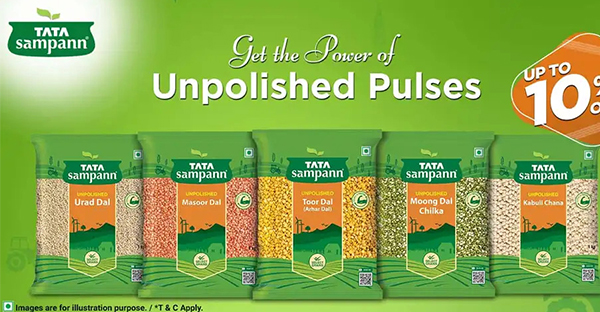 TATA
sampann®
Get the Power of
Unpolished Pulses
UP TO
10%
TATA
sampann
UNPOLISHED
Urad Dal
TATA
sampann
UNPOLISHED
Masoor Dal
TATA
sampann
UNPOLISHED
Toor Dal
(Arhar Dal)
TATA
sampann
UNPOLISHED
Moong Dal
Chilka
TATA
sampann
UNPOLISHED
Kabuli Chana
Images are for illustration purpose. / *T & C Apply.